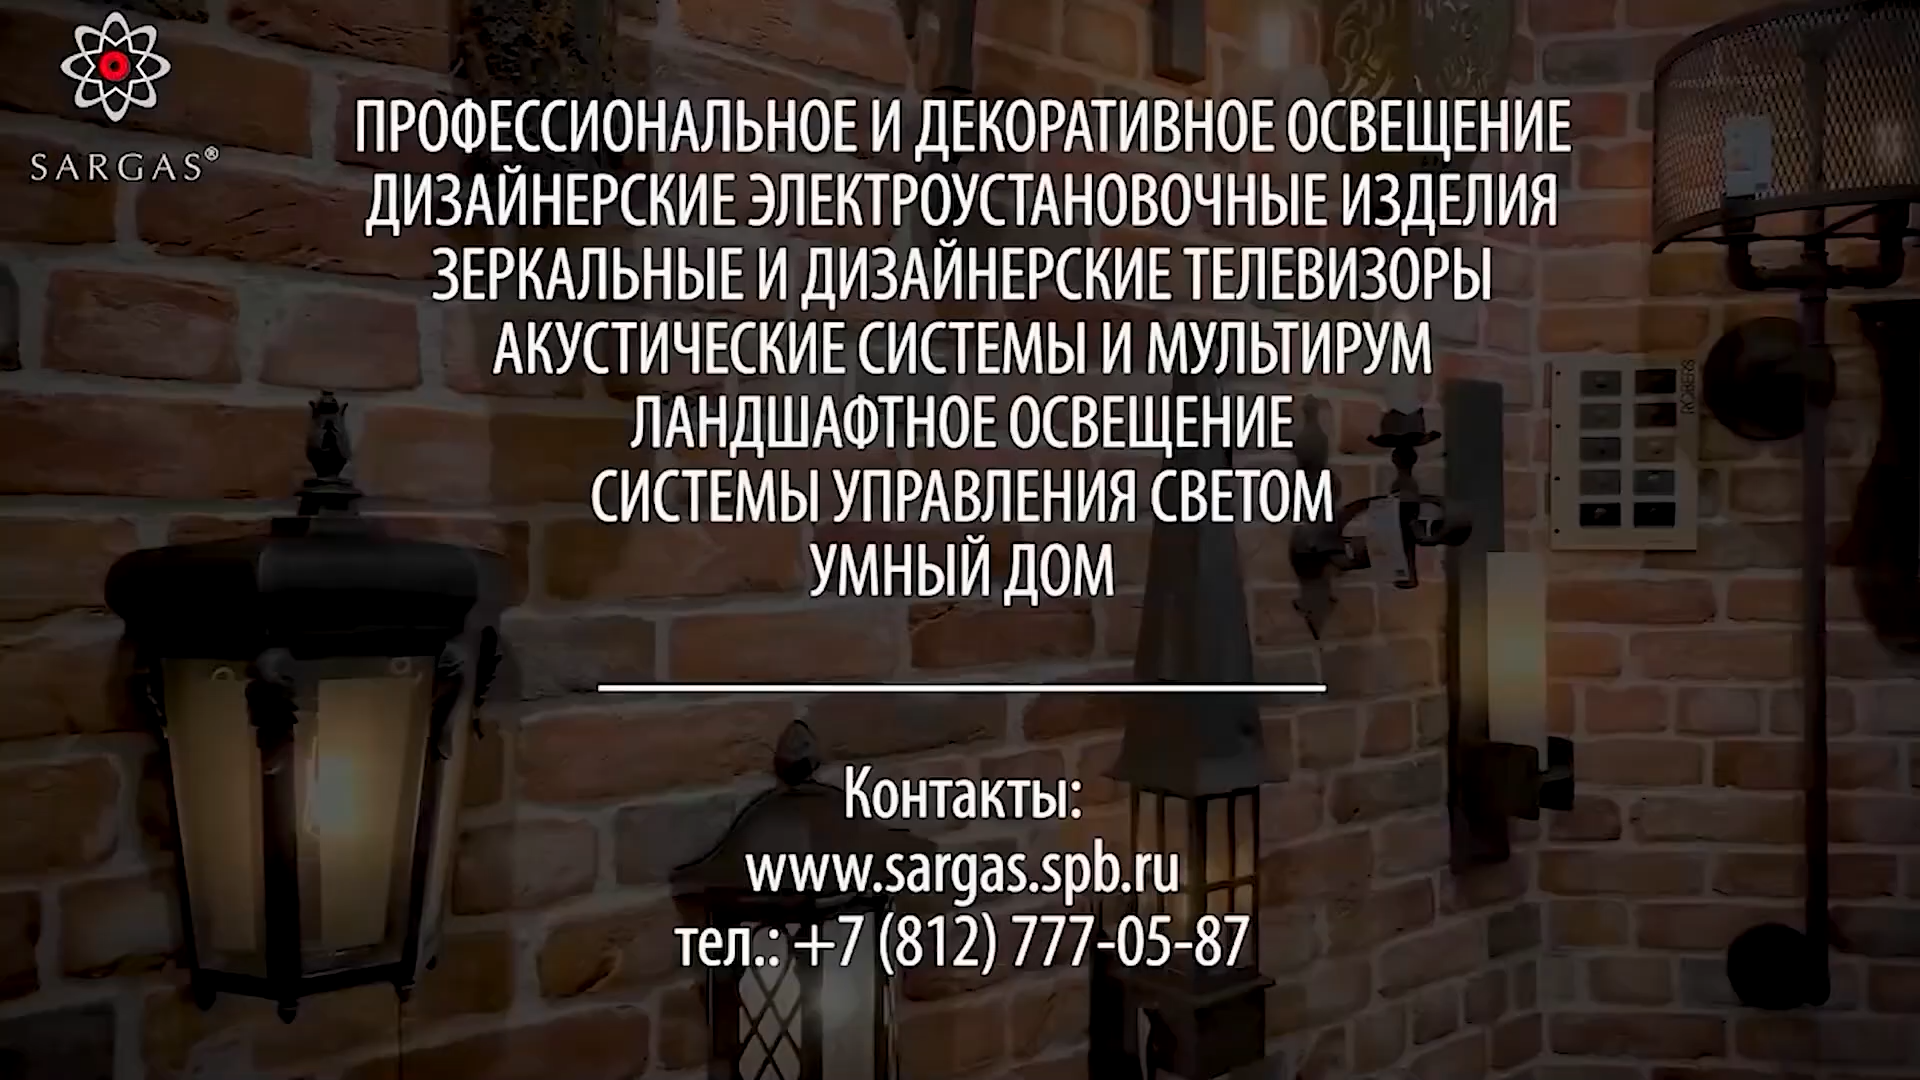 SARGAS®
ПРОФЕССИОНАЛЬНОЕ И ДЕКОРАТИВНОЕ ОСВЕЩЕНИЕ
ДИЗАЙНЕРСКИЕ ЭЛЕКТРОУСТАНОВОЧНЫЕ ИЗДЕЛИЯ
ЗЕРКАЛЬНЫЕ И ДИЗАЙНЕРСКИЕ ТЕЛЕВИЗОРЫ
АКУСТИЧЕСКИЕ СИСТЕМЫ И МУЛЬТИРУМ
ЛАНДШАФТНОЕ ОСВЕЩЕНИЕ
СИСТЕМЫ УПРАВЛЕНИЯ СВЕТОМ
УМНЫЙ ДОМ
Контакты:
www.sargas.spb.ru
тел.: +7 (812) 777-05-87